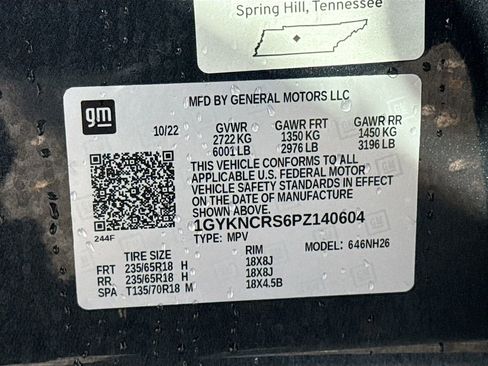 Spring Hill, Tennessee
gm
MFD BY GENERAL MOTORS LLC
10/22 GVWR GAWR FRT GAWR RR
2722 KG 1350 KG 1450 KG
6001 LB 2976 LB 3196 LB
THIS VEHICLE CONFORMS TO ALL
APPLICABLE U.S. FEDERAL MOTOR
VEHICLE SAFETY STANDARDS IN EFFECT
ON THE DATE OF MANUFACTURE
SHOWN ABOVE.
1GYKNCRS6PZ140604
244F TYPE: MPV MODEL: 646NH26
TIRE SIZE RIM
FRT 235/65R18 H 18X8J
RR 235/65R18 H 18X8J
SPA T135/70R18 M 18X4.5B